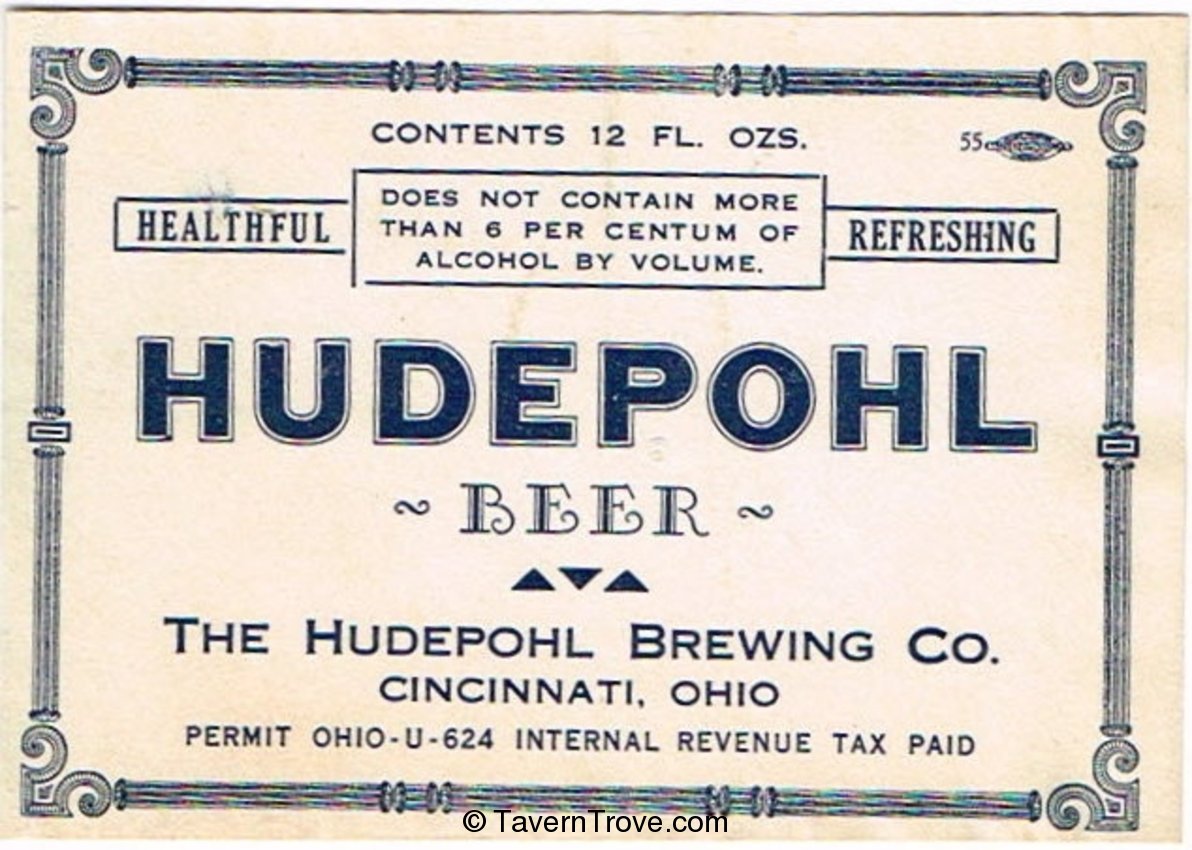 CONTENTS 12 FL. OZS.
55
HEALTHFUL
DOES NOT CONTAIN MORE
THAN 6 PER CENTUM OF
ALCOHOL BY VOLUME.
REFRESHING
HUDEPOHL
~ BEER ~
THE HUDEPOHL BREWING CO.
CINCINNATI, OHIO
PERMIT OHIO-U-624 INTERNAL REVENUE TAX PAID
© TavernTrove.com